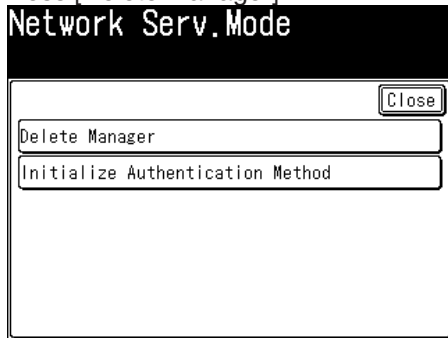 Network Serv.Mode
Close
Delete Manager
Initialize Authentication Method